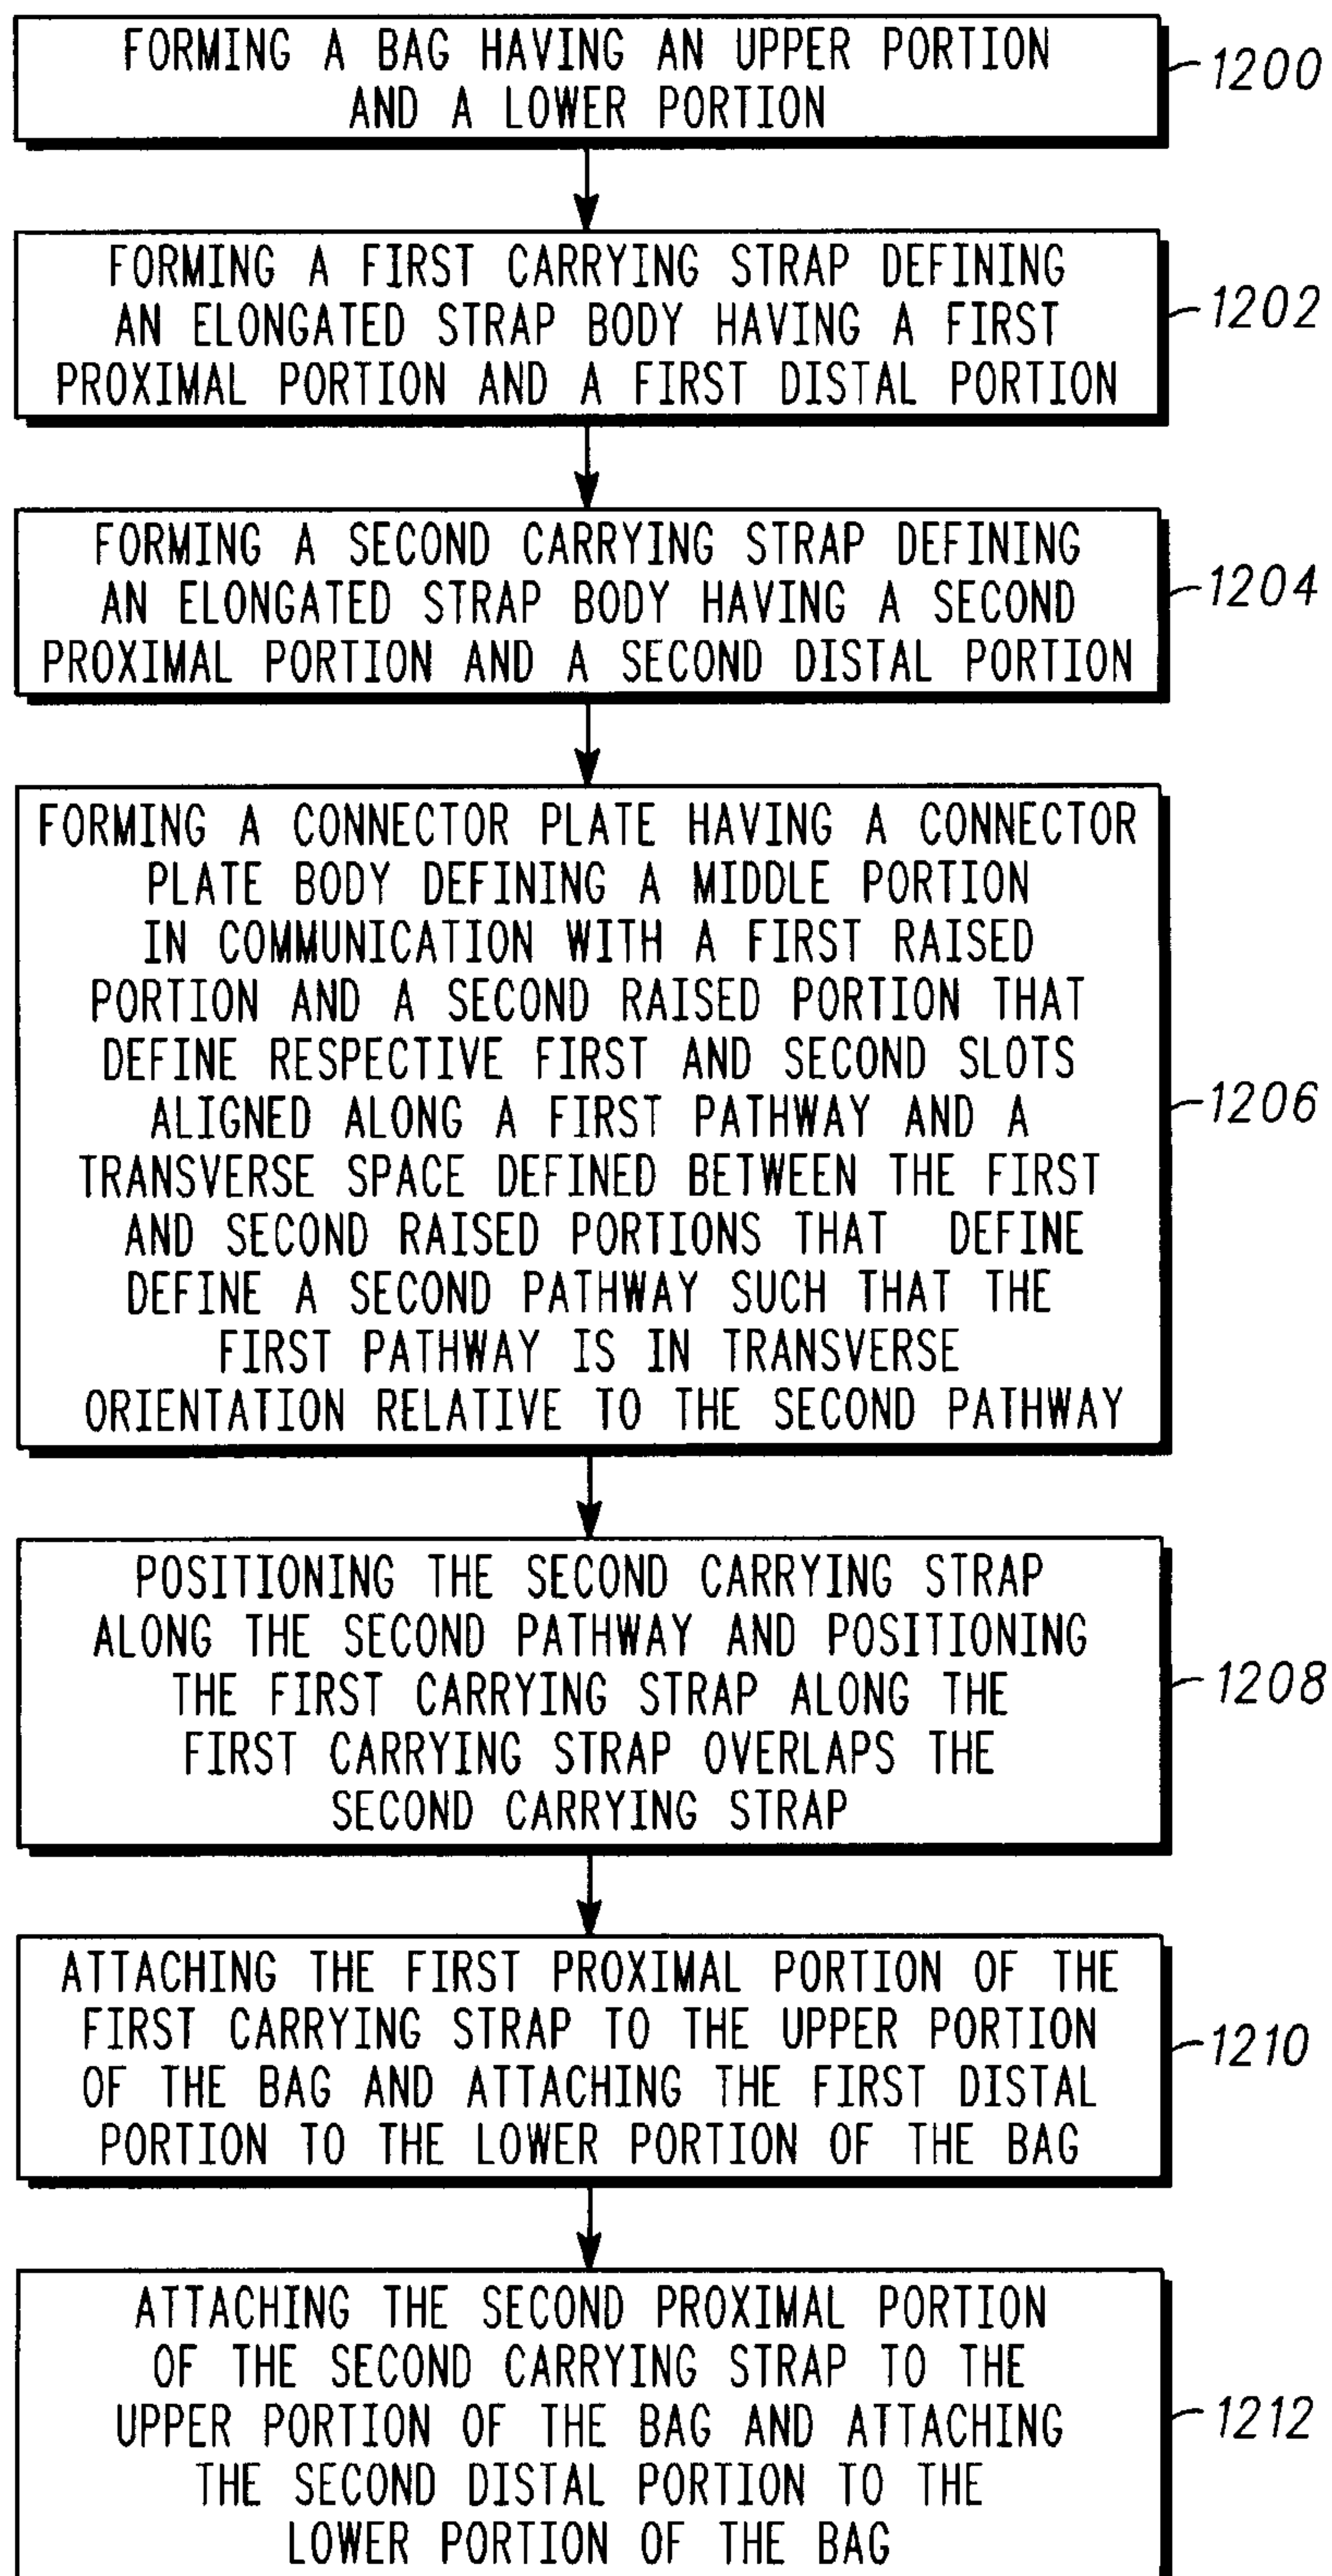 FORMING A BAG HAVING AN UPPER PORTION
AND A LOWER PORTION
1200
FORMING A FIRST CARRYING STRAP DEFINING
AN ELONGATED STRAP BODY HAVING A FIRST
PROXIMAL PORTION AND A FIRST DISTAL PORTION
1202
FORMING A SECOND CARRYING STRAP DEFINING
AN ELONGATED STRAP BODY HAVING A SECOND
PROXIMAL PORTION AND A SECOND DISTAL PORTION
1204
FORMING A CONNECTOR PLATE HAVING A CONNECTOR
PLATE BODY DEFINING A MIDDLE PORTION
IN COMMUNICATION WITH A FIRST RAISED
PORTION AND A SECOND RAISED PORTION THAT
DEFINE RESPECTIVE FIRST AND SECOND SLOTS
ALIGNED ALONG A FIRST PATHWAY AND A
TRANSVERSE SPACE DEFINED BETWEEN THE FIRST
AND SECOND RAISED PORTIONS THAT DEFINE
DEFINE A SECOND PATHWAY SUCH THAT THE
FIRST PATHWAY IS IN TRANSVERSE
ORIENTATION RELATIVE TO THE SECOND PATHWAY
1206
POSITIONING THE SECOND CARRYING STRAP
ALONG THE SECOND PATHWAY AND POSITIONING
THE FIRST CARRYING STRAP ALONG THE
FIRST CARRYING STRAP OVERLAPS THE
SECOND CARRYING STRAP
1208
ATTACHING THE FIRST PROXIMAL PORTION OF THE
FIRST CARRYING STRAP TO THE UPPER PORTION
OF THE BAG AND ATTACHING THE FIRST DISTAL
PORTION TO THE LOWER PORTION OF THE BAG
1210
ATTACHING THE SECOND PROXIMAL PORTION
OF THE SECOND CARRYING STRAP TO THE
UPPER PORTION OF THE BAG AND ATTACHING
THE SECOND DISTAL PORTION TO THE
LOWER PORTION OF THE BAG
1212